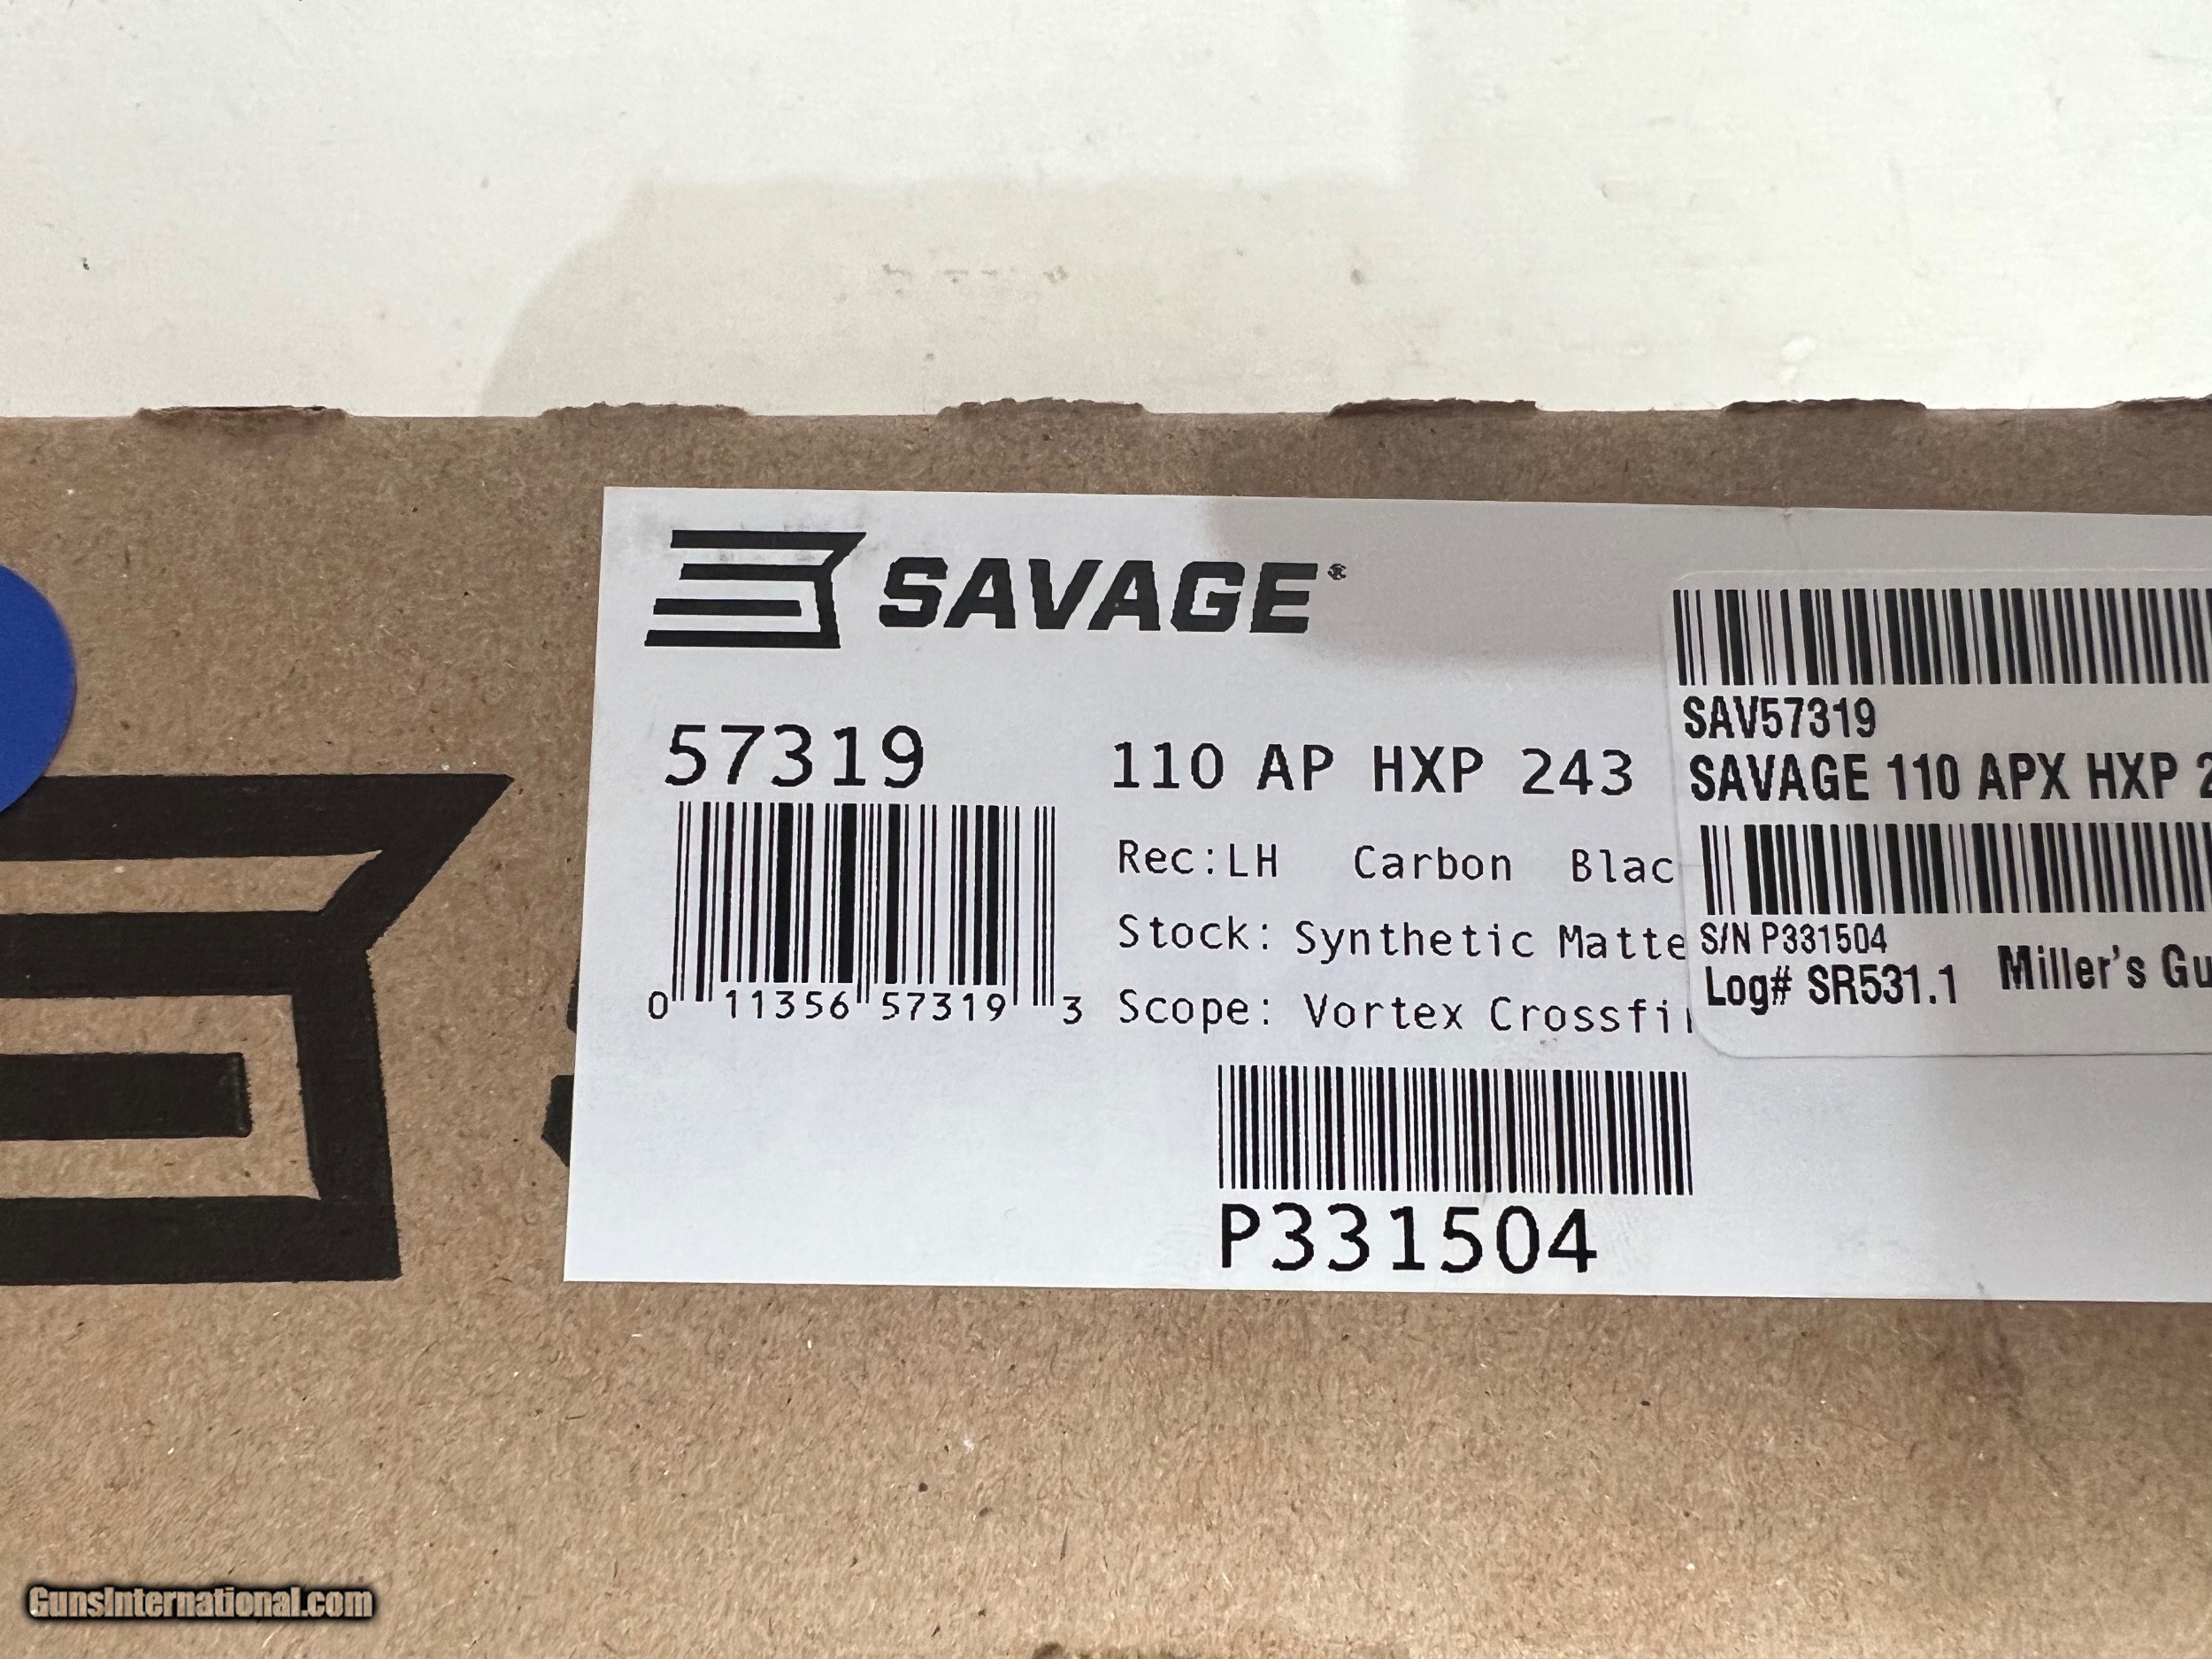 SAVAGE®
57319
110 AP HXP 243
Rec:LH Carbon Blac
Stock: Synthetic Matte
Scope: Vortex Crossfi
0 11356 57319 3
P331504
SAV57319
SAVAGE 110 APX HXP 2
S/N P331504
Log# SR531.1 Miller's Gu
GunsInternational.com